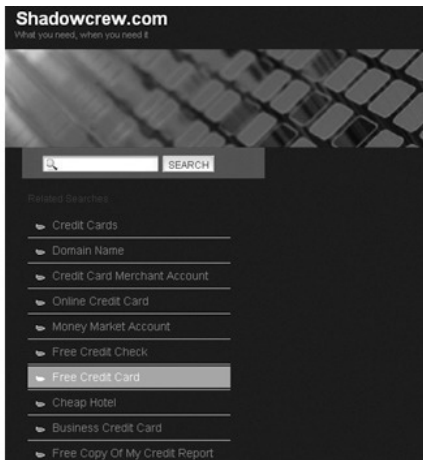 Shadowcrew.com
What you need, when you need it
SEARCH
Related Searches
Credit Cards
Domain Name
Credit Card Merchant Account
Online Credit Card
Money Market Account
Free Credit Check
Free Credit Card
Cheap Hotel
Business Credit Card
Free Copy Of My Credit Report